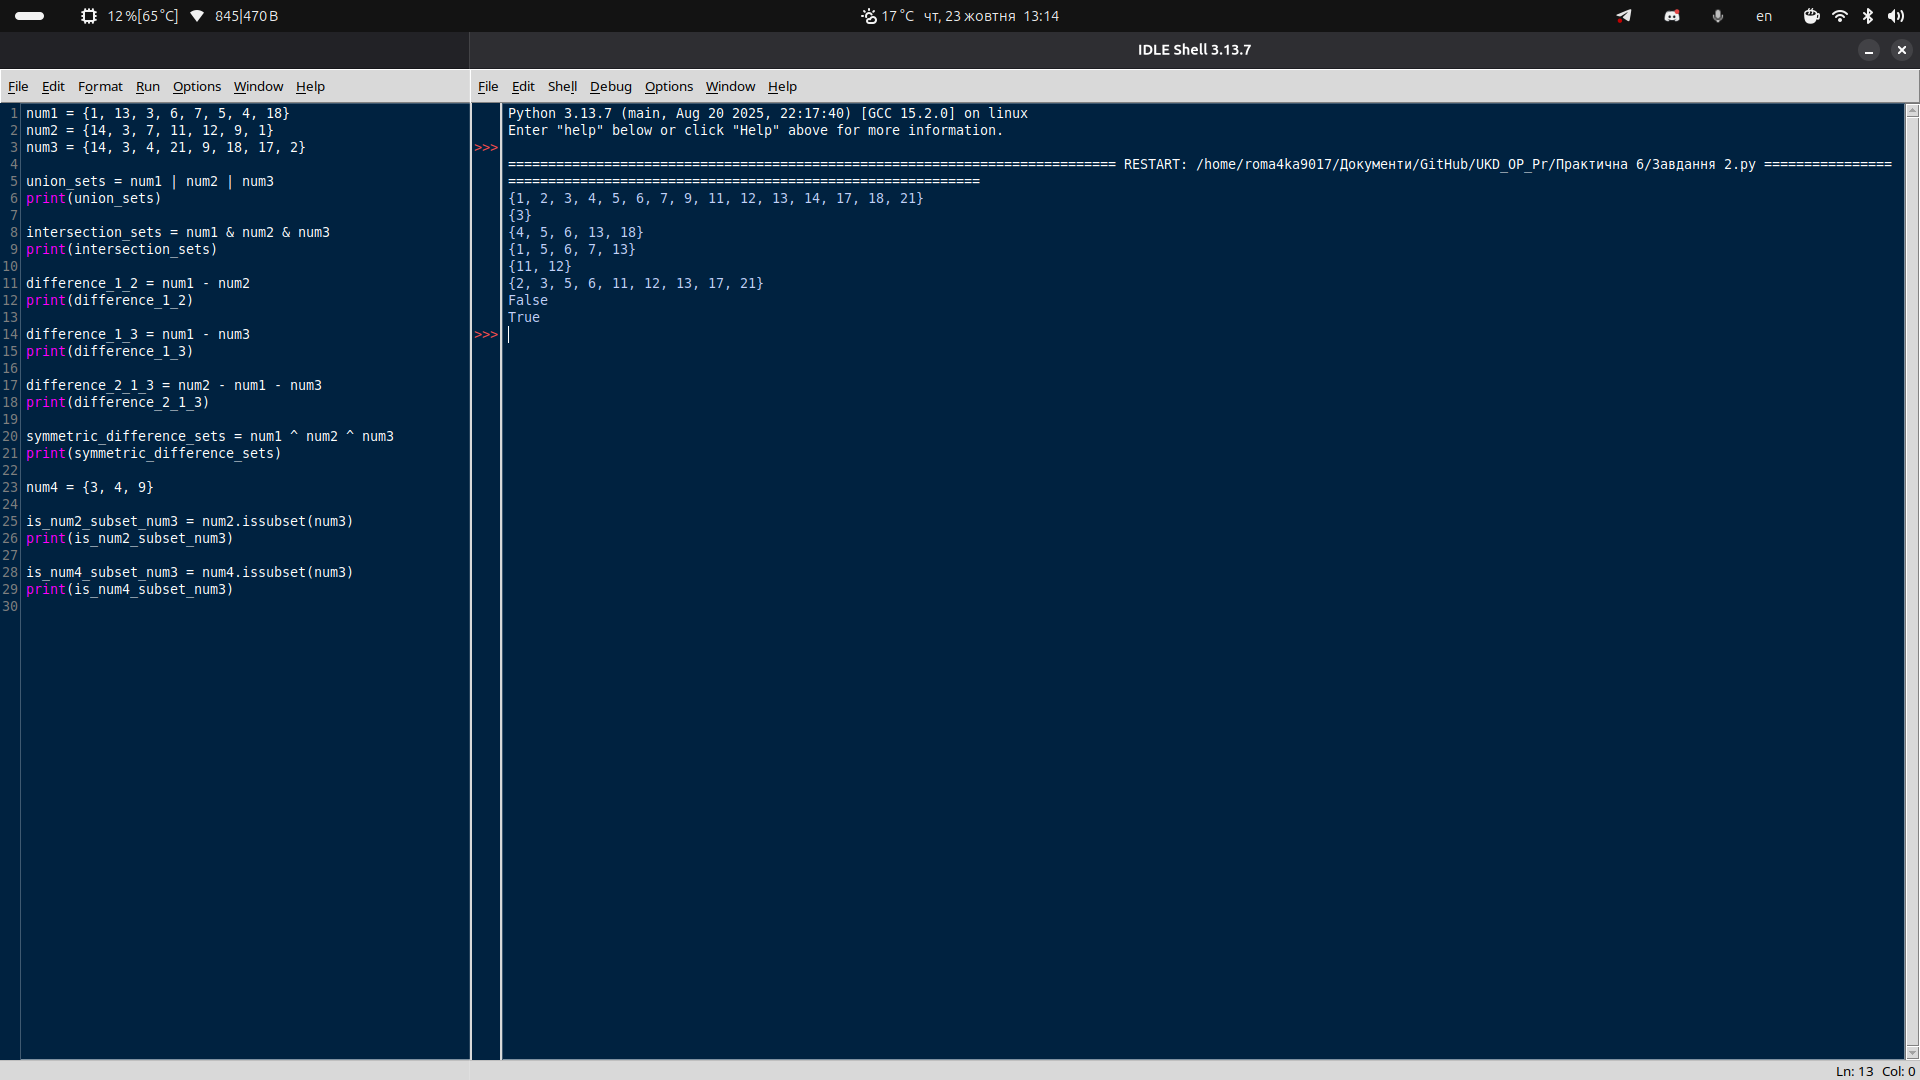 12 %[65 °C] 845|470 B 17 °C чт, 23 жовтня 13:14 en
IDLE Shell 3.13.7
File Edit Format Run Options Window Help
1 num1 = {1, 13, 3, 6, 7, 5, 4, 18}
2 num2 = {14, 3, 7, 11, 12, 9, 1}
3 num3 = {14, 3, 4, 21, 9, 18, 17, 2}
4
5 union_sets = num1 | num2 | num3
6 print(union_sets)
7
8 intersection_sets = num1 & num2 & num3
9 print(intersection_sets)
10
11 difference_1_2 = num1 - num2
12 print(difference_1_2)
13
14 difference_1_3 = num1 - num3
15 print(difference_1_3)
16
17 difference_2_1_3 = num2 - num1 - num3
18 print(difference_2_1_3)
19
20 symmetric_difference_sets = num1 ^ num2 ^ num3
21 print(symmetric_difference_sets)
22
23 num4 = {3, 4, 9}
24
25 is_num2_subset_num3 = num2.issubset(num3)
26 print(is_num2_subset_num3)
27
28 is_num4_subset_num3 = num4.issubset(num3)
29 print(is_num4_subset_num3)
30
File Edit Shell Debug Options Window Help
Python 3.13.7 (main, Aug 20 2025, 22:17:40) [GCC 15.2.0] on linux
Enter "help" below or click "Help" above for more information.
>>>
============================================================================ RESTART: /home/roma4ka9017/Документи/GitHub/UKD_OP_Pr/Практична 6/Завдання 2.py ================
===========================================================
{1, 2, 3, 4, 5, 6, 7, 9, 11, 12, 13, 14, 17, 18, 21}
{3}
{4, 5, 6, 13, 18}
{1, 5, 6, 7, 13}
{11, 12}
{2, 3, 5, 6, 11, 12, 13, 17, 21}
False
True
>>>
Ln: 13 Col: 0